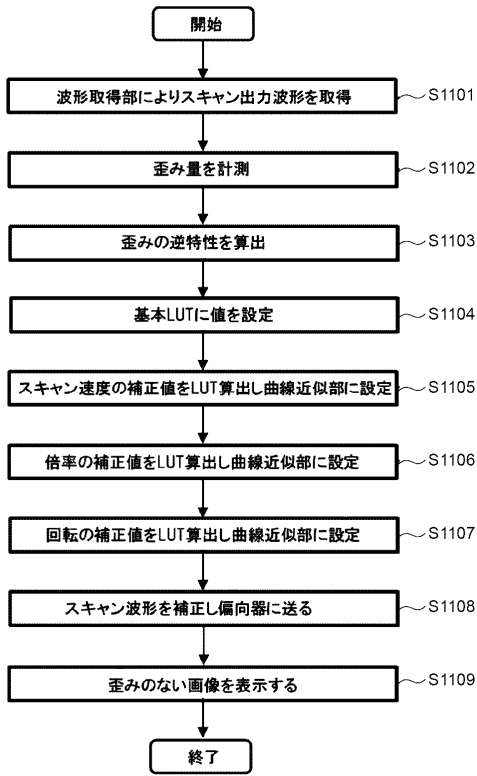 開始
波形取得部によりスキャン出力波形を取得 S1101
歪み量を計測 S1102
歪みの逆特性を算出 S1103
基本LUTに値を設定 S1104
スキャン速度の補正値をLUT算出し曲線近似部に設定 S1105
倍率の補正値をLUT算出し曲線近似部に設定 S1106
回転の補正値をLUT算出し曲線近似部に設定 S1107
スキャン波形を補正し偏向器に送る S1108
歪みのない画像を表示する S1109
終了